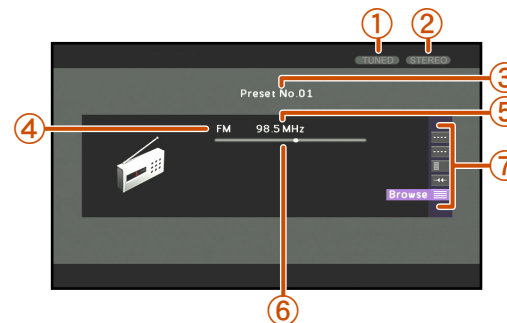 ① ②
TUNED STEREO
③
Preset No.01
⑤
④ FM 98.5 MHz
----
----
⑦
Browse
⑥